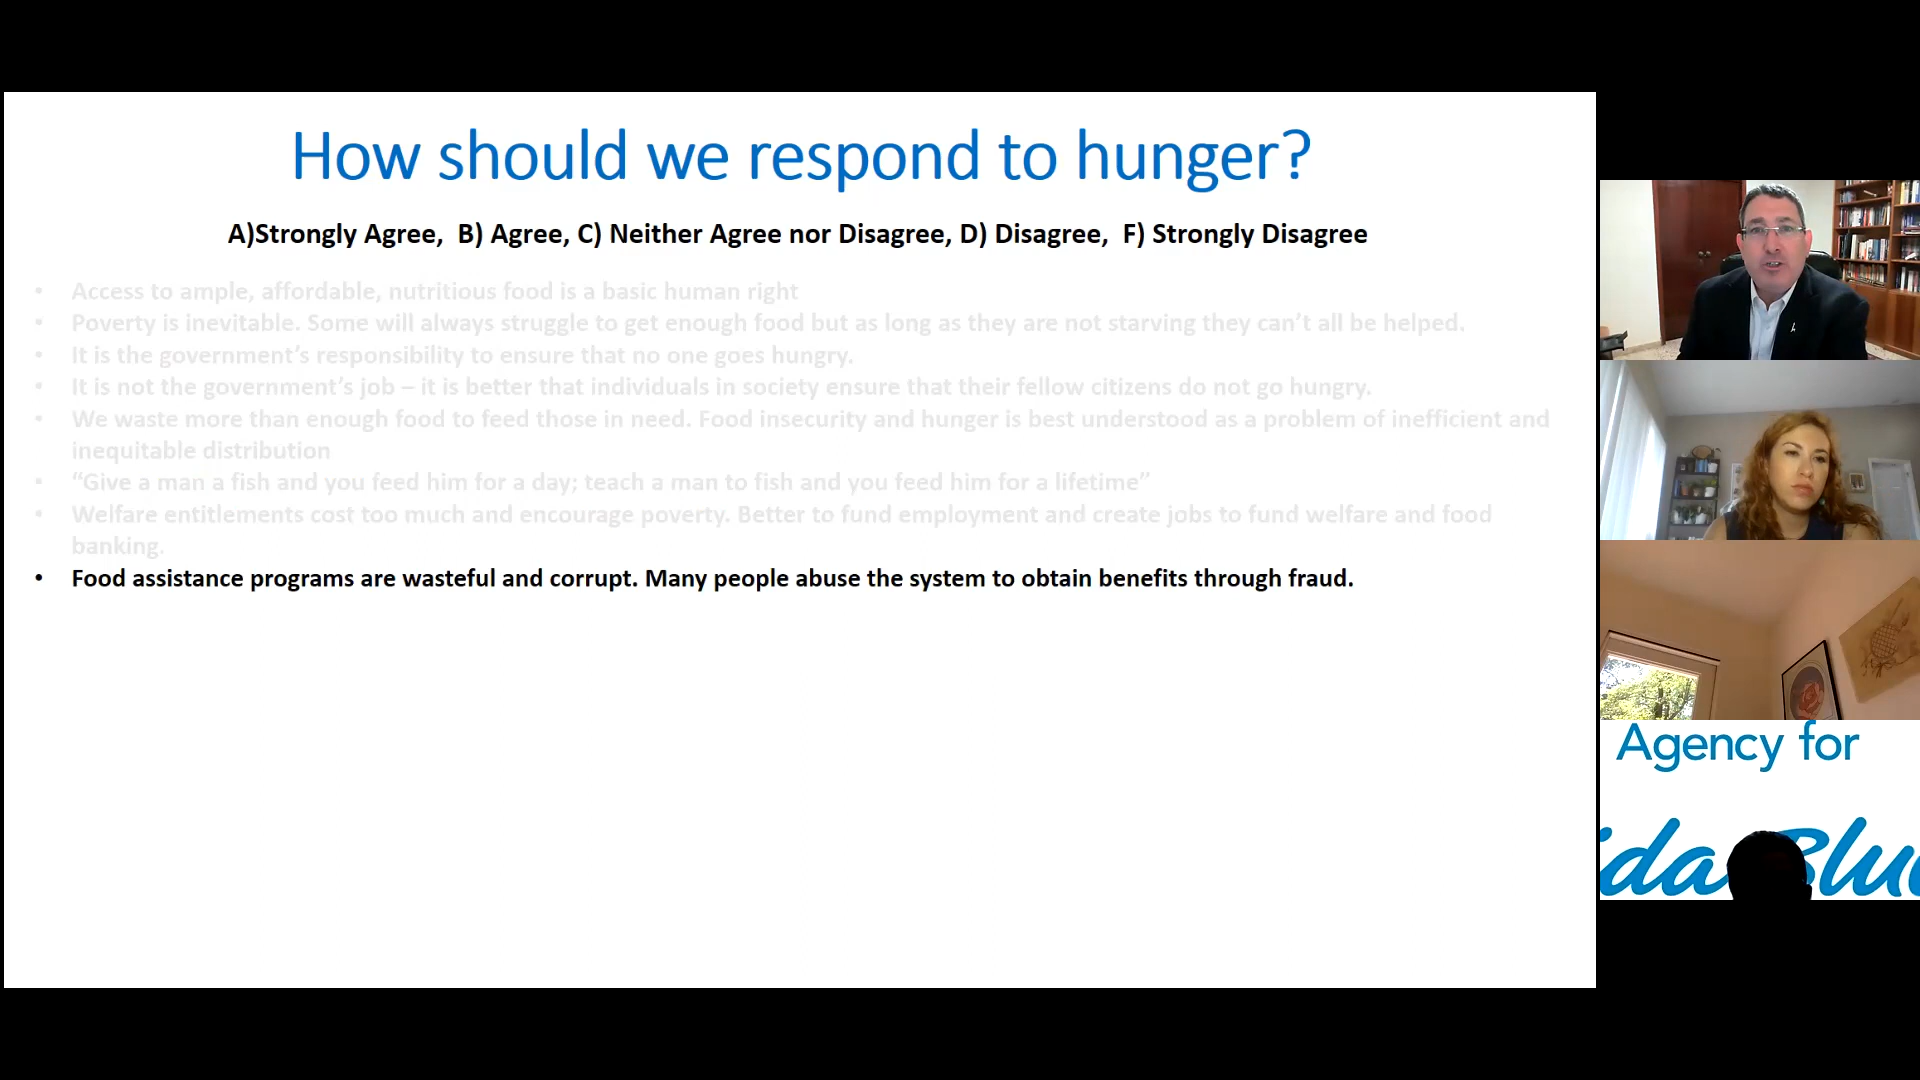 How should we respond to hunger?
A)Strongly Agree,  B) Agree, C) Neither Agree nor Disagree, D) Disagree,  F) Strongly Disagree
• Access to ample, affordable, nutritious food is a basic human right
• Poverty is inevitable. Some will always struggle to get enough food but as long as they are not starving they can’t all be helped.
• It is the government’s responsibility to ensure that no one goes hungry.
• It is not the government’s job – it is better that individuals in society ensure that their fellow citizens do not go hungry.
• We waste more than enough food to feed those in need. Food insecurity and hunger is best understood as a problem of inefficient and
inequitable distribution
• “Give a man a fish and you feed him for a day; teach a man to fish and you feed him for a lifetime”
• Welfare entitlements cost too much and encourage poverty. Better to fund employment and create jobs to fund welfare and food
banking.
• Food assistance programs are wasteful and corrupt. Many people abuse the system to obtain benefits through fraud.
Agency for
ida Blue